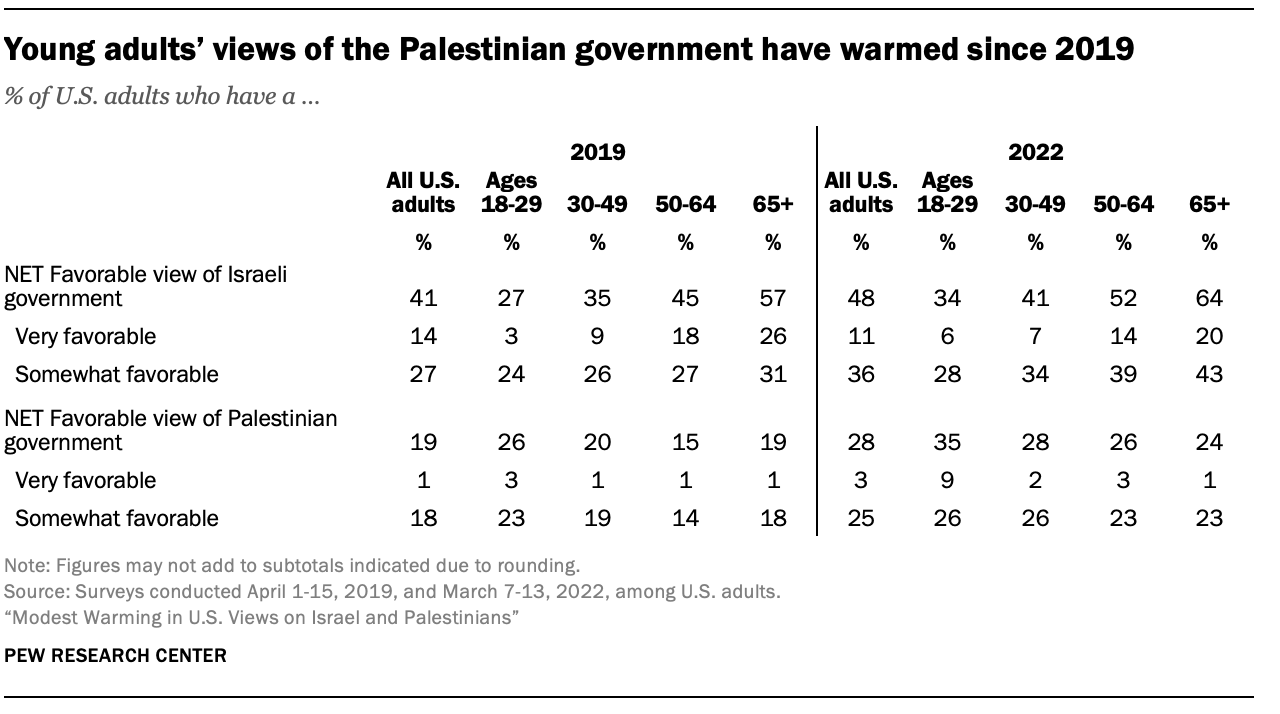 Young adults’ views of the Palestinian government have warmed since 2019
% of U.S. adults who have a ...
2019 2022
All U.S. Ages All U.S. Ages
adults 18-29 30-49 50-64 65+ adults 18-29 30-49 50-64 65+
% % % % % % % % % %
NET Favorable view of Israeli
government 41 27 35 45 57 48 34 41 52 64
Very favorable 14 3 9 18 26 11 6 7 14 20
Somewhat favorable 27 24 26 27 31 36 28 34 39 43
NET Favorable view of Palestinian
government 19 26 20 15 19 28 35 28 26 24
Very favorable 1 3 1 1 1 3 9 2 3 1
Somewhat favorable 18 23 19 14 18 25 26 26 23 23
Note: Figures may not add to subtotals indicated due to rounding.
Source: Surveys conducted April 1-15, 2019, and March 7-13, 2022, among U.S. adults.
“Modest Warming in U.S. Views on Israel and Palestinians”
PEW RESEARCH CENTER